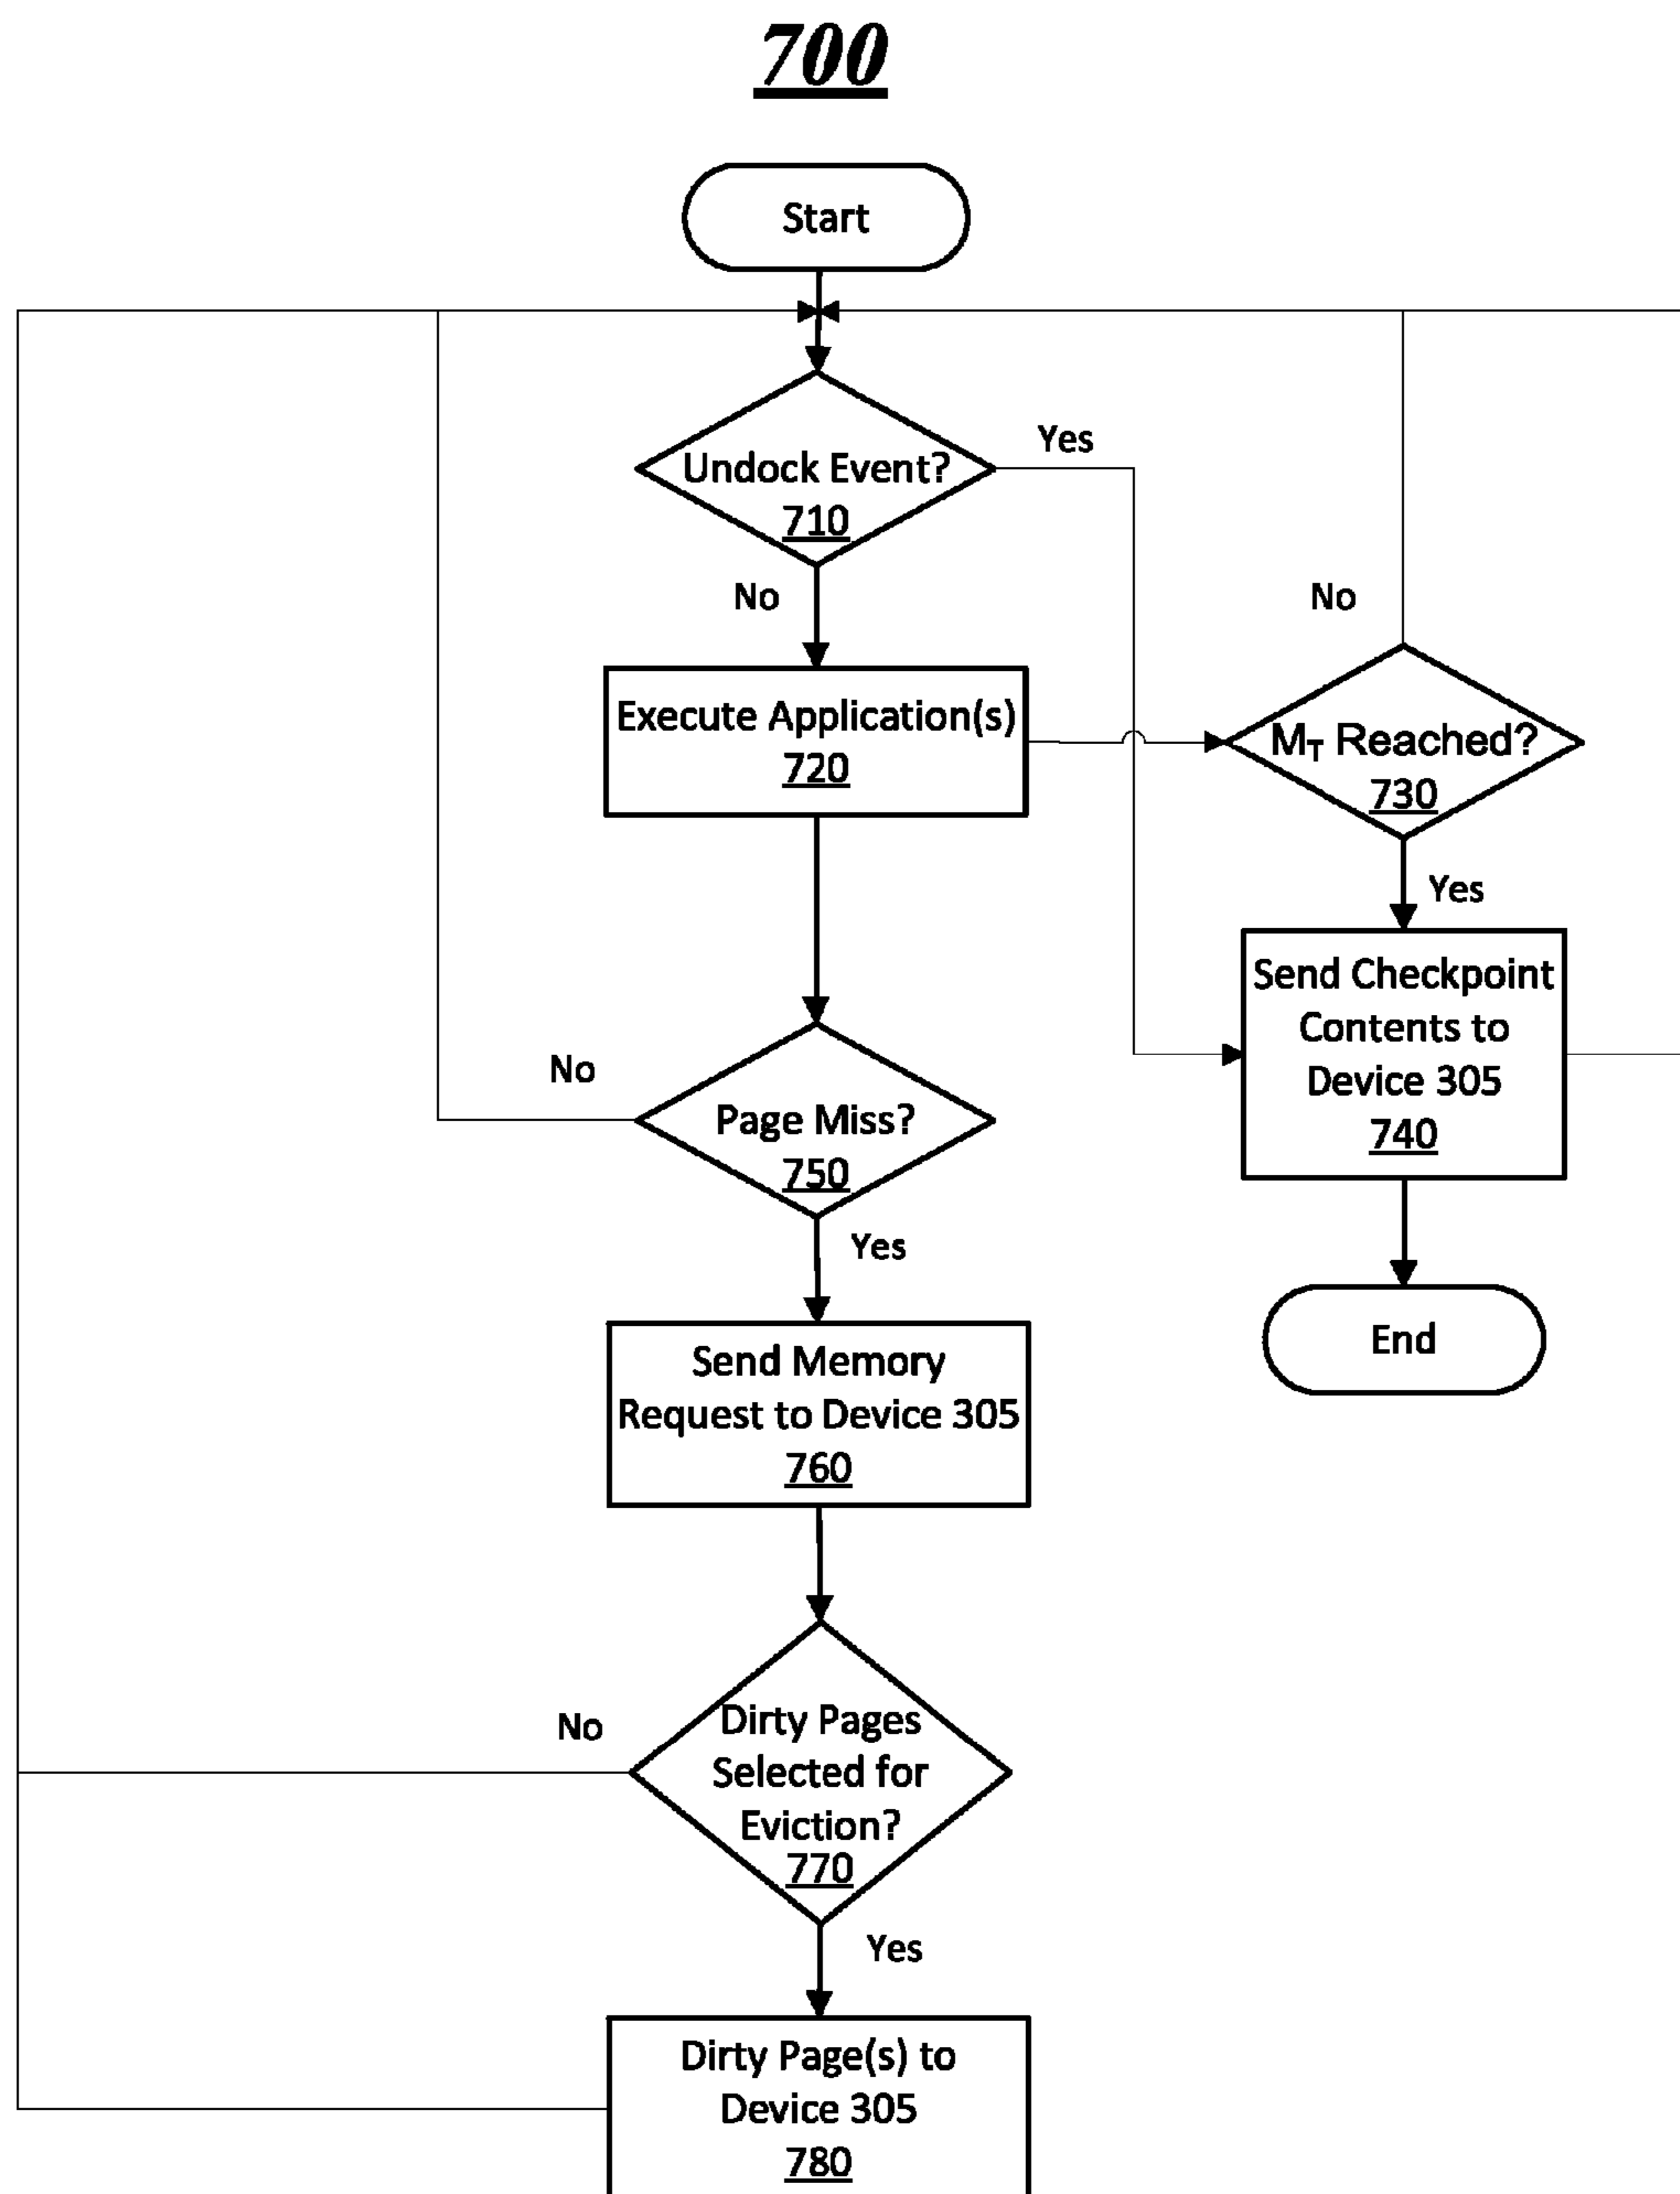 700
Start
Undock Event?
710
Yes
No
No
Execute Application(s)
720
MT Reached?
730
Yes
Send Checkpoint
Contents to
Device 305
740
No
Page Miss?
750
Yes
End
Send Memory
Request to Device 305
760
No
Dirty Pages
Selected for
Eviction?
770
Yes
Dirty Page(s) to
Device 305
780